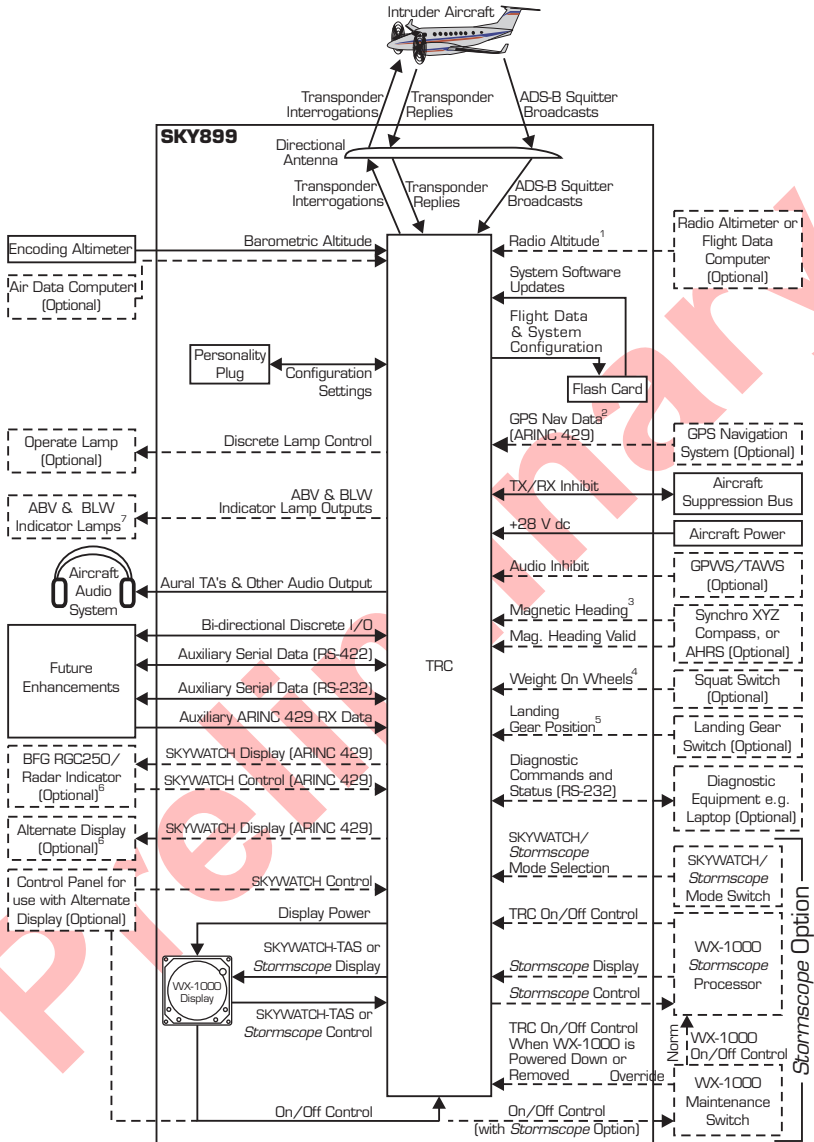 Intruder Aircraft
Transponder
Interrogations
Transponder
Replies
ADS-B Squitter
Broadcasts
SKY899
Directional
Antenna
Transponder
Interrogations
Transponder
Replies
ADS-B Squitter
Broadcasts
Encoding Altimeter
Barometric Altitude
Air Data Computer
(Optional)
Radio Altitude1
Radio Altimeter or
Flight Data
Computer
(Optional)
System Software
Updates
Flight Data
& System
Configuration
Flash Card
Personality
Plug
Configuration
Settings
GPS Nav Data2
(ARINC 429)
GPS Navigation
System (Optional)
Operate Lamp
(Optional)
Discrete Lamp Control
TX/RX Inhibit
Aircraft
Suppression Bus
ABV & BLW
Indicator Lamps7
ABV & BLW
Indicator Lamp Outputs
+28 V dc
Aircraft Power
Aircraft
Audio
System
Aural TA's & Other Audio Output
Audio Inhibit
GPWS/TAWS
(Optional)
Future
Enhancements
Bi-directional Discrete I/O
Auxiliary Serial Data (RS-422)
Auxiliary Serial Data (RS-232)
Auxiliary ARINC 429 RX Data
TRC
Magnetic Heading3
Mag. Heading Valid
Synchro XYZ
Compass, or
AHRS (Optional)
Weight On Wheels4
Squat Switch
(Optional)
Landing
Gear Position5
Landing Gear
Switch (Optional)
BFG RGC250/
Radar Indicator
(Optional)6
SKYWATCH Display (ARINC 429)
SKYWATCH Control (ARINC 429)
Diagnostic
Commands and
Status (RS-232)
Diagnostic
Equipment e.g.
Laptop (Optional)
Alternate Display
(Optional)6
SKYWATCH Display (ARINC 429)
Control Panel for
use with Alternate
Display (Optional)
SKYWATCH Control
SKYWATCH/
Stormscope
Mode Selection
SKYWATCH/
Stormscope
Mode Switch
Display Power
WX-1000
Display
SKYWATCH-TAS or
Stormscope Display
SKYWATCH-TAS or
Stormscope Control
TRC On/Off Control
Stormscope Display
Stormscope Control
WX-1000
Stormscope
Processor
TRC On/Off Control
When WX-1000 is
Powered Down or
Removed
Override
Norm
WX-1000
On/Off Control
WX-1000
Maintenance
Switch
On/Off Control
On/Off Control
(with Stormscope Option)
Stormscope Option
Preliminary